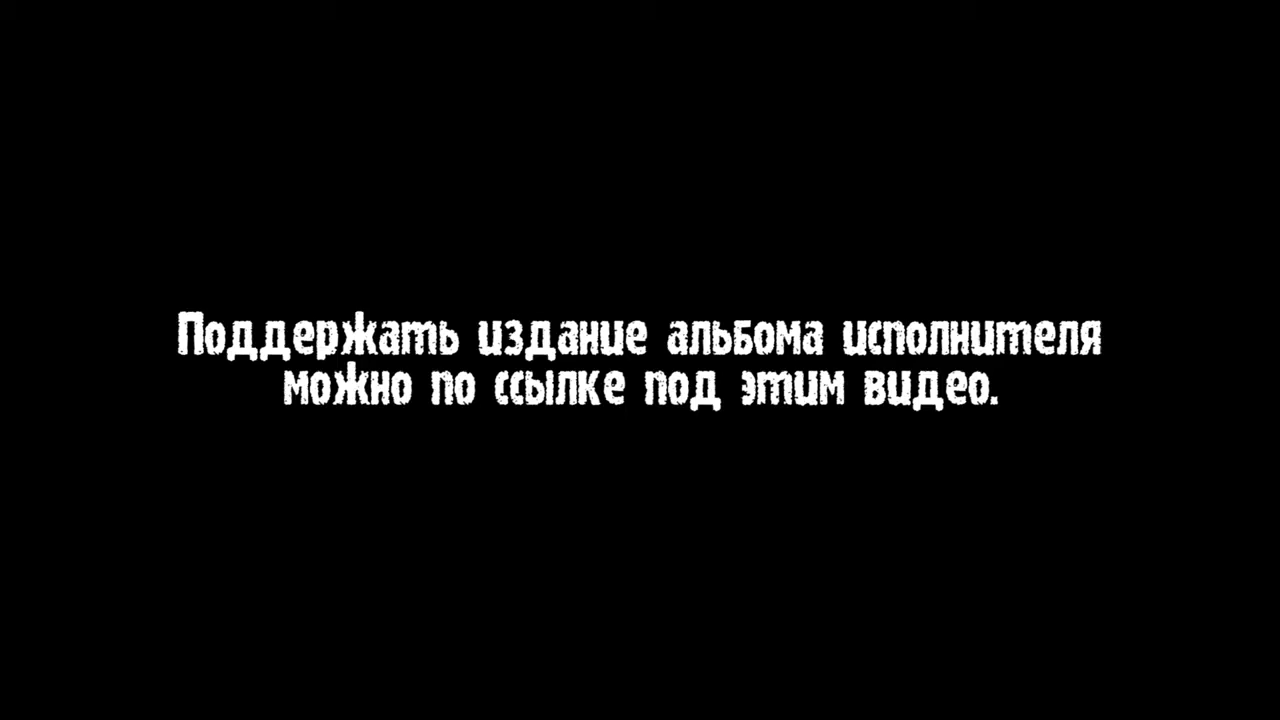 Поддержать издание альбома исполнителя
можно по ссылке под этим видео.